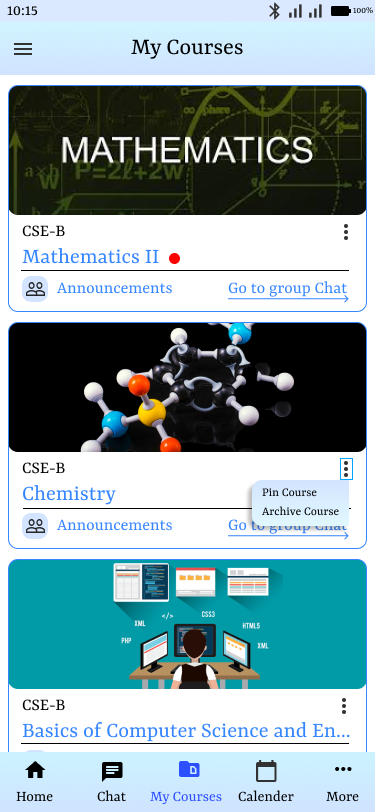 10:15
100%
My Courses
MATHEMATICS
CSE-B
Mathematics II
Announcements
Go to group Chat
CSE-B
Pin Course
Chemistry
Archive Course
Announcements
Go to group Chat
XML
</>
CSS3
HTML5
PHP
XML
CSE-B
Basics of Computer Science and En...
Home
Chat
My Courses
Calender
More